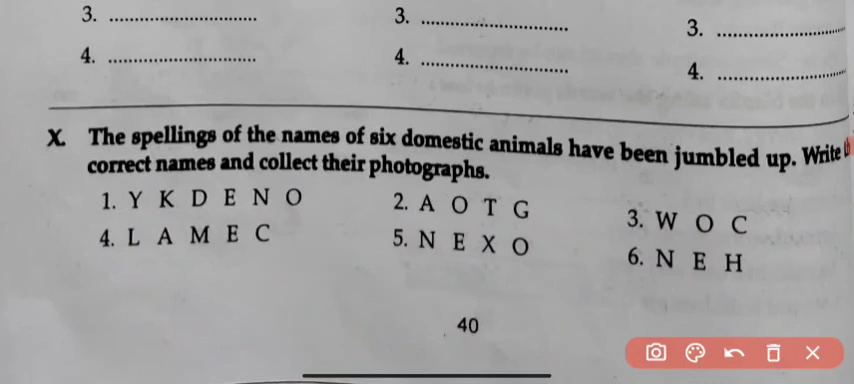 3. ........................ 3. ........................ 3. ........................
4. ........................ 4. ........................ 4. ........................
X. The spellings of the names of six domestic animals have been jumbled up. Write
correct names and collect their photographs.
1. Y K D E N O 2. A O T G 3. W O C
4. L A M E C 5. N E X O 6. N E H
40